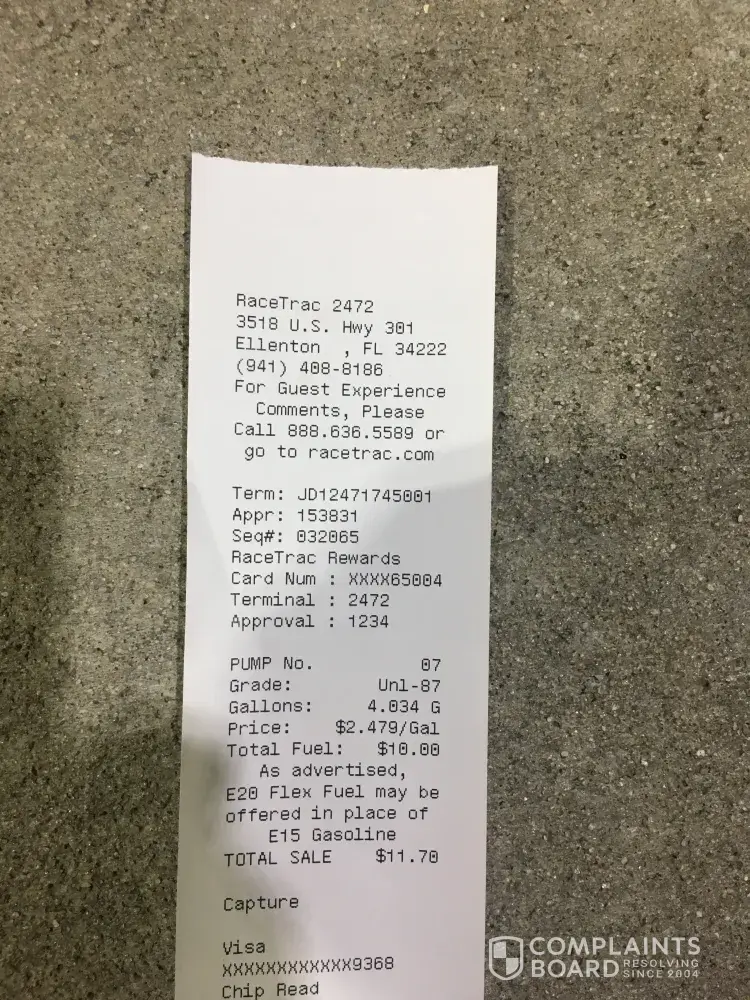 RaceTrac 2472
3518 U.S. Hwy 301
Ellenton , FL 34222
(941) 408-8186
For Guest Experience
Comments, Please
Call 888.636.5589 or
go to racetrac.com
Term: JD12471745001
Appr: 153831
Seq#: 032065
RaceTrac Rewards
Card Num : XXXX65004
Terminal : 2472
Approval : 1234
PUMP No. 07
Grade: Unl-87
Gallons: 4.034 G
Price: $2.479/Gal
Total Fuel: $10.00
As advertised,
E20 Flex Fuel may be
offered in place of
E15 Gasoline
TOTAL SALE $11.70
Capture
Visa
XXXXXXXXXXXX9368
Chip Read
COMPLAINTS
BOARD RESOLVING
SINCE 2004